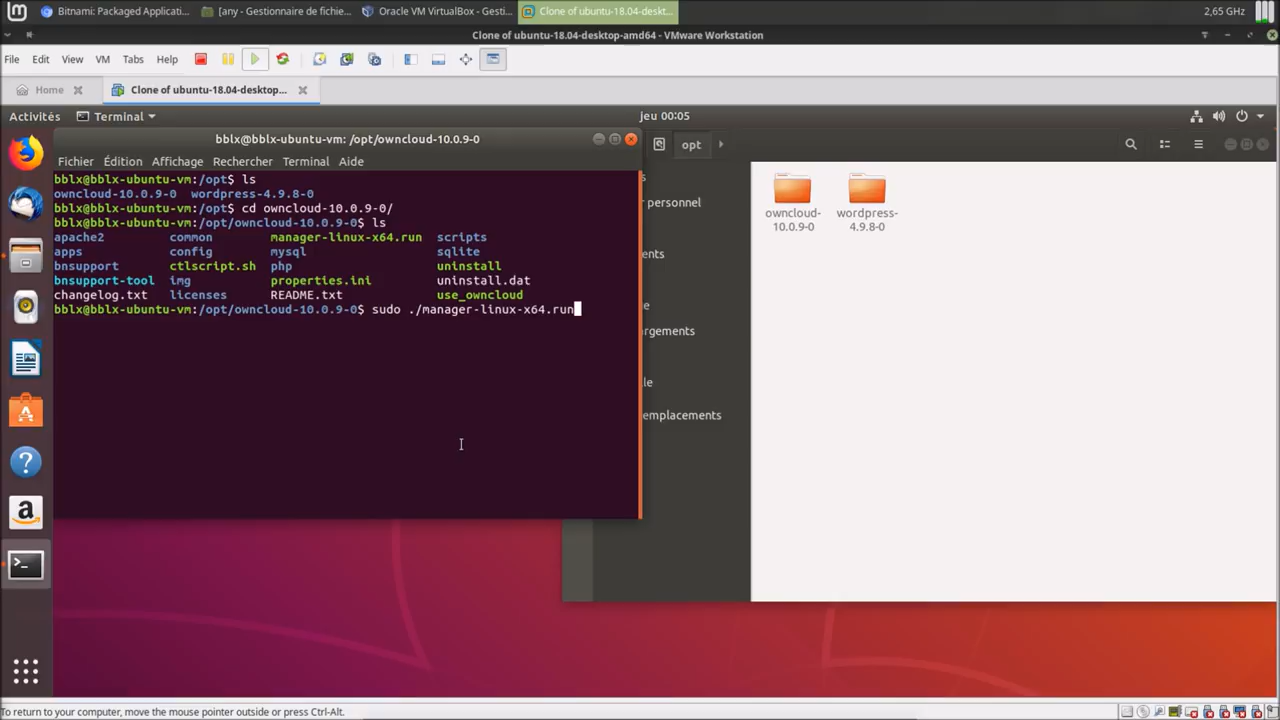 Bitnami: Packaged Applicati...
[any - Gestionnaire de fichie...
Oracle VM VirtualBox - Gesti...
Clone of ubuntu-18.04-deskt...
2,65 GHz
Clone of ubuntu-18.04-desktop-amd64 - VMware Workstation
File Edit View VM Tabs Help
Home
Clone of ubuntu-18.04-desktop...
Activités
Terminal
jeu 00:05
bblx@bblx-ubuntu-vm: /opt/owncloud-10.0.9-0
opt
Fichier Édition Affichage Rechercher Terminal Aide
bblx@bblx-ubuntu-vm:/opt$ ls
owncloud-10.0.9-0 wordpress-4.9.8-0
bblx@bblx-ubuntu-vm:/opt$ cd owncloud-10.0.9-0/
bblx@bblx-ubuntu-vm:/opt/owncloud-10.0.9-0$ ls
apache2 common manager-linux-x64.run scripts
apps config mysql sqlite
bnsupport ctlscript.sh php uninstall
bnsupport-tool img properties.ini uninstall.dat
changelog.txt licenses README.txt use_owncloud
bblx@bblx-ubuntu-vm:/opt/owncloud-10.0.9-0$ sudo ./manager-linux-x64.run
s
r personnel
ents
e
argements
le
emplacements
owncloud-
10.0.9-0
wordpress-
4.9.8-0
To return to your computer, move the mouse pointer outside or press Ctrl-Alt.